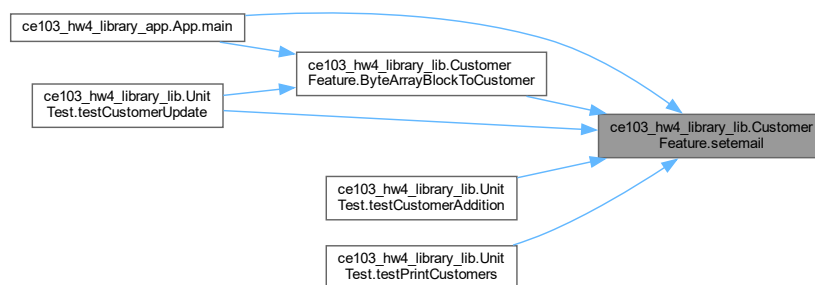 ce103_hw4_library_app.App.main
ce103_hw4_library_lib.Customer
Feature.ByteArrayBlockToCustomer
ce103_hw4_library_lib.Unit
Test.testCustomerUpdate
ce103_hw4_library_lib.Customer
Feature.setemail
ce103_hw4_library_lib.Unit
Test.testCustomerAddition
ce103_hw4_library_lib.Unit
Test.testPrintCustomers